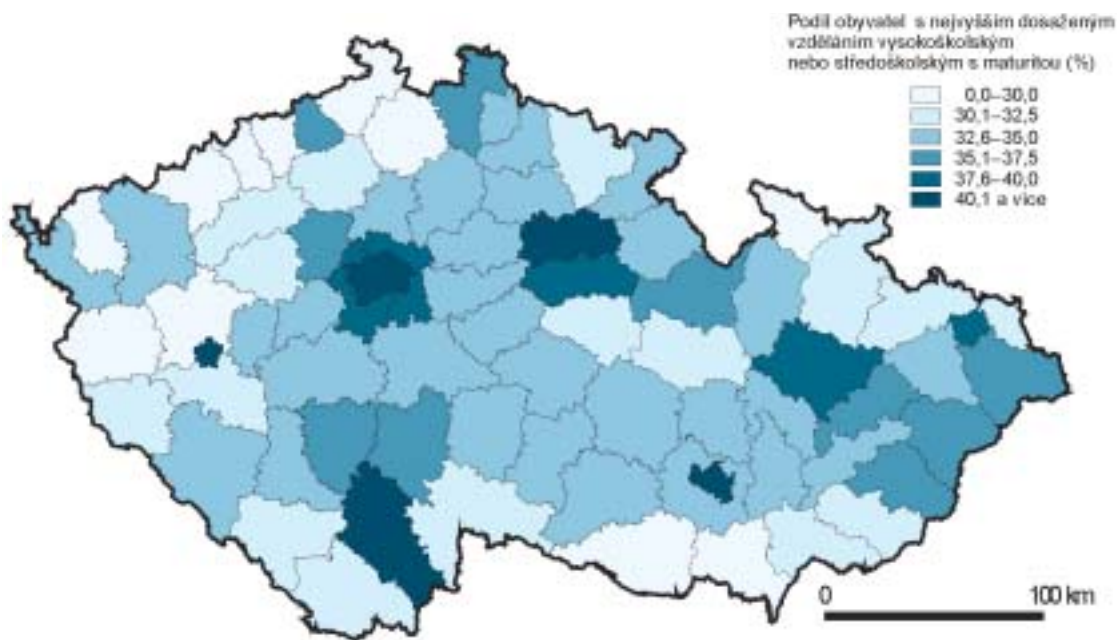 Podíl obyvatel s nejvyšším dosaženým
vzděláním vysokoškolským
nebo středoškolským s maturitou (%)
0,0–30,0
30,1–32,5
32,6–35,0
35,1–37,5
37,6–40,0
40,1 a více
0 100 km